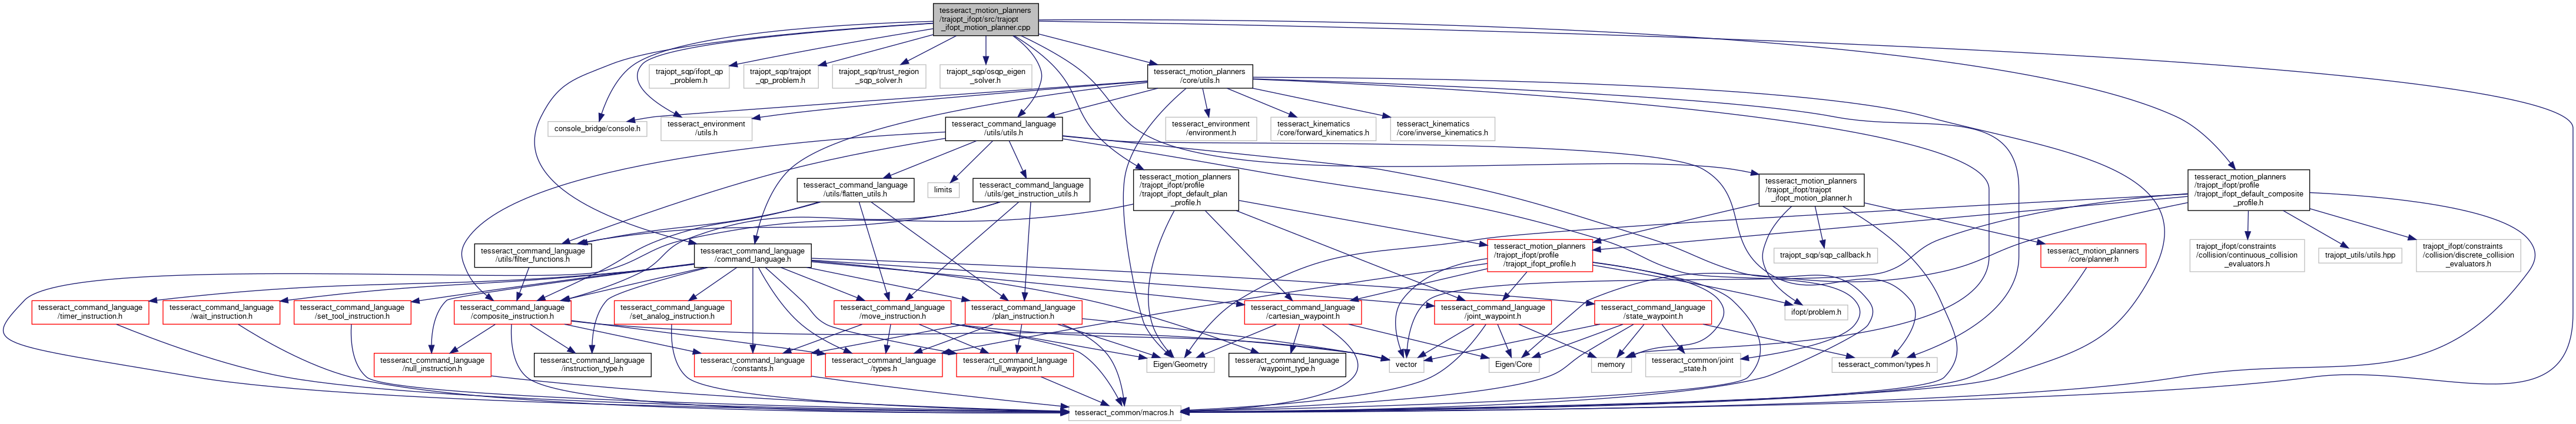 tesseract_motion_planners
/trajopt_ifopt/src/trajopt
_ifopt_motion_planner.cpp
trajopt_sqp/ifopt_qp
_problem.h
trajopt_sqp/trajopt
_qp_problem.h
trajopt_sqp/trust_region
_sqp_solver.h
trajopt_sqp/osqp_eigen
_solver.h
tesseract_motion_planners
/core/utils.h
console_bridge/console.h
tesseract_environment
/utils.h
tesseract_command_language
/utils/utils.h
tesseract_environment
/environment.h
tesseract_kinematics
/core/forward_kinematics.h
tesseract_kinematics
/core/inverse_kinematics.h
tesseract_command_language
/utils/flatten_utils.h
limits
tesseract_command_language
/utils/get_instruction_utils.h
tesseract_motion_planners
/trajopt_ifopt/profile
/trajopt_ifopt_default_plan
_profile.h
tesseract_motion_planners
/trajopt_ifopt/trajopt
_ifopt_motion_planner.h
tesseract_motion_planners
/trajopt_ifopt/profile
/trajopt_ifopt_default_composite
_profile.h
tesseract_command_language
/utils/filter_functions.h
tesseract_command_language
/command_language.h
tesseract_motion_planners
/trajopt_ifopt/profile
/trajopt_ifopt_profile.h
trajopt_sqp/sqp_callback.h
tesseract_motion_planners
/core/planner.h
trajopt_ifopt/constraints
/collision/continuous_collision
_evaluators.h
trajopt_utils/utils.hpp
trajopt_ifopt/constraints
/collision/discrete_collision
_evaluators.h
tesseract_command_language
/timer_instruction.h
tesseract_command_language
/wait_instruction.h
tesseract_command_language
/set_tool_instruction.h
tesseract_command_language
/composite_instruction.h
tesseract_command_language
/set_analog_instruction.h
tesseract_command_language
/move_instruction.h
tesseract_command_language
/plan_instruction.h
tesseract_command_language
/cartesian_waypoint.h
tesseract_command_language
/joint_waypoint.h
tesseract_command_language
/state_waypoint.h
ifopt/problem.h
tesseract_command_language
/null_instruction.h
tesseract_command_language
/instruction_type.h
tesseract_command_language
/constants.h
tesseract_command_language
/types.h
tesseract_command_language
/null_waypoint.h
Eigen/Geometry
tesseract_command_language
/waypoint_type.h
vector
Eigen/Core
memory
tesseract_common/joint
_state.h
tesseract_common/types.h
tesseract_common/macros.h